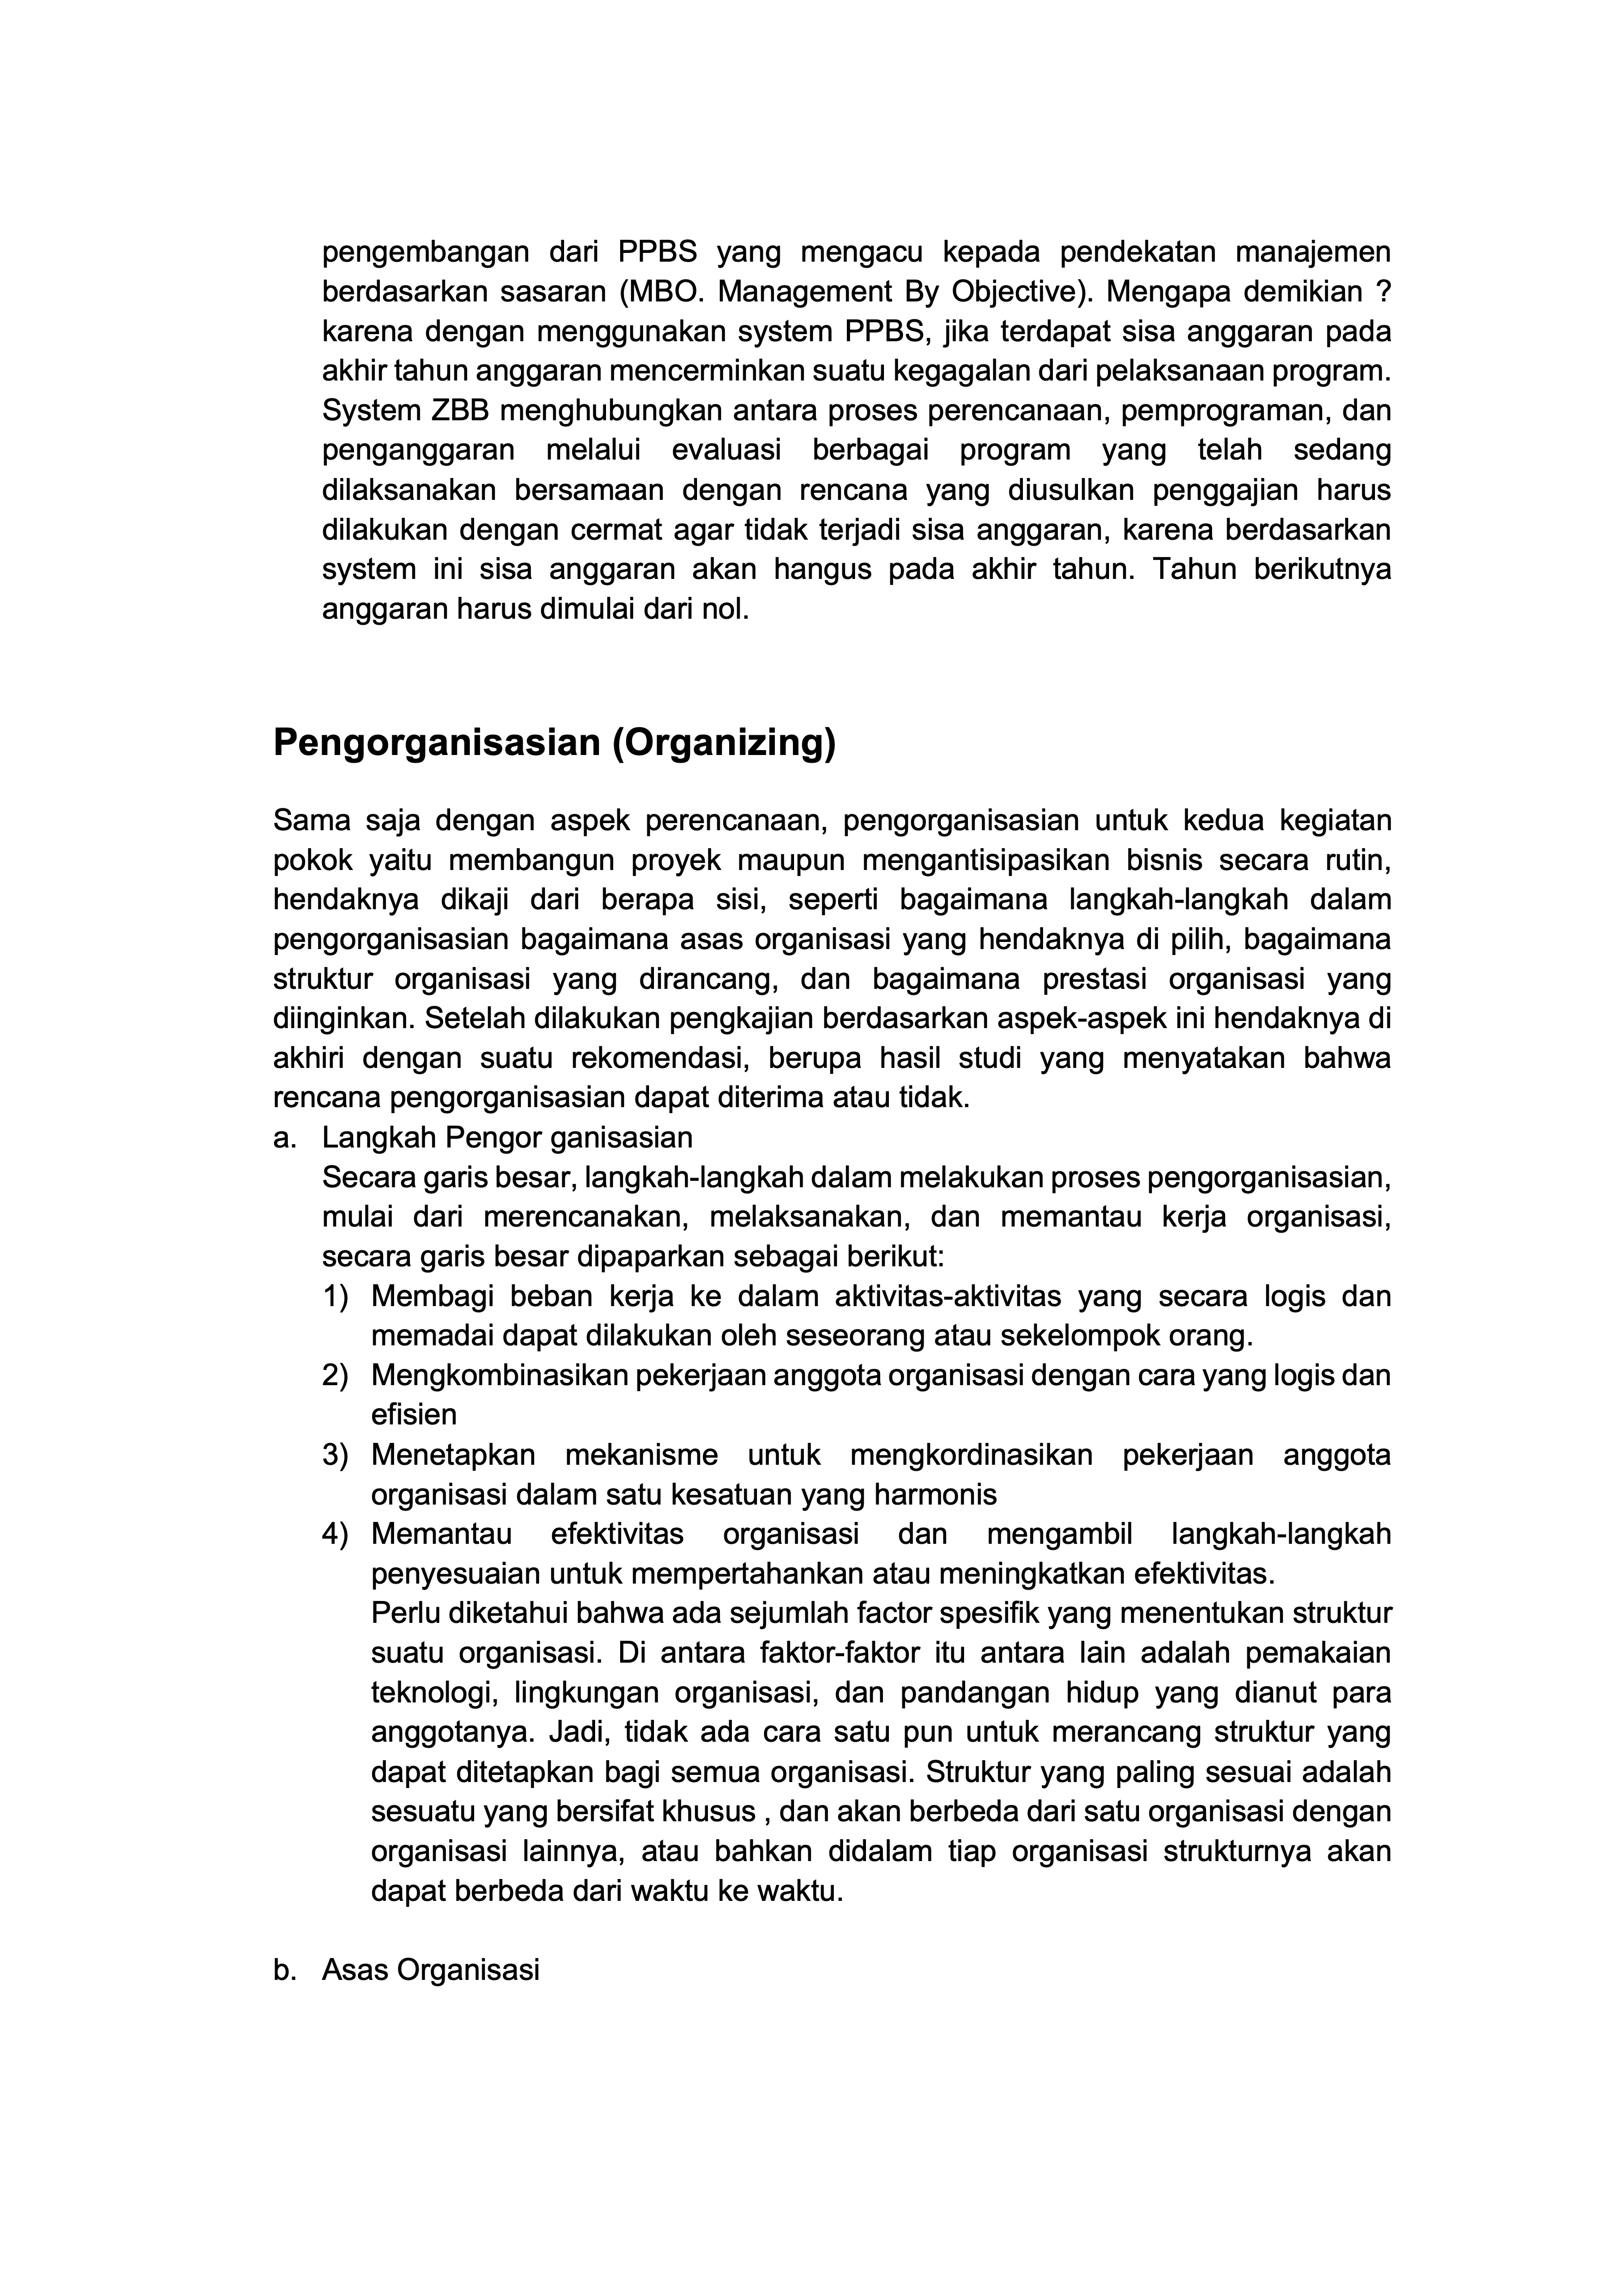 pengembangan dari PPBS yang mengacu kepada pendekatan manajemen
berdasarkan sasaran (MBO. Management By Objective). Mengapa demikian ?
karena dengan menggunakan system PPBS, jika terdapat sisa anggaran pada
akhir tahun anggaran mencerminkan suatu kegagalan dari pelaksanaan program.
System ZBB menghubungkan antara proses perencanaan, pemprograman, dan
penganggaran melalui evaluasi berbagai program yang telah sedang
dilaksanakan bersamaan dengan rencana yang diusulkan penggajian harus
dilakukan dengan cermat agar tidak terjadi sisa anggaran, karena berdasarkan
system ini sisa anggaran akan hangus pada akhir tahun. Tahun berikutnya
anggaran harus dimulai dari nol.
Pengorganisasian (Organizing)
Sama saja dengan aspek perencanaan, pengorganisasian untuk kedua kegiatan
pokok yaitu membangun proyek maupun mengantisipasikan bisnis secara rutin,
hendaknya dikaji dari berapa sisi, seperti bagaimana langkah-langkah dalam
pengorganisasian bagaimana asas organisasi yang hendaknya di pilih, bagaimana
struktur organisasi yang dirancang, dan bagaimana prestasi organisasi yang
diinginkan. Setelah dilakukan pengkajian berdasarkan aspek-aspek ini hendaknya di
akhiri dengan suatu rekomendasi, berupa hasil studi yang menyatakan bahwa
rencana pengorganisasian dapat diterima atau tidak.
a. Langkah Pengor ganisasian
Secara garis besar, langkah-langkah dalam melakukan proses pengorganisasian,
mulai dari merencanakan, melaksanakan, dan memantau kerja organisasi,
secara garis besar dipaparkan sebagai berikut:
1) Membagi beban kerja ke dalam aktivitas-aktivitas yang secara logis dan
memadai dapat dilakukan oleh seseorang atau sekelompok orang.
2) Mengkombinasikan pekerjaan anggota organisasi dengan cara yang logis dan
efisien
3) Menetapkan mekanisme untuk mengkordinasikan pekerjaan anggota
organisasi dalam satu kesatuan yang harmonis
4) Memantau efektivitas organisasi dan mengambil langkah-langkah
penyesuaian untuk mempertahankan atau meningkatkan efektivitas.
Perlu diketahui bahwa ada sejumlah factor spesifik yang menentukan struktur
suatu organisasi. Di antara faktor-faktor itu antara lain adalah pemakaian
teknologi, lingkungan organisasi, dan pandangan hidup yang dianut para
anggotanya. Jadi, tidak ada cara satu pun untuk merancang struktur yang
dapat ditetapkan bagi semua organisasi. Struktur yang paling sesuai adalah
sesuatu yang bersifat khusus , dan akan berbeda dari satu organisasi dengan
organisasi lainnya, atau bahkan didalam tiap organisasi strukturnya akan
dapat berbeda dari waktu ke waktu.
b. Asas Organisasi